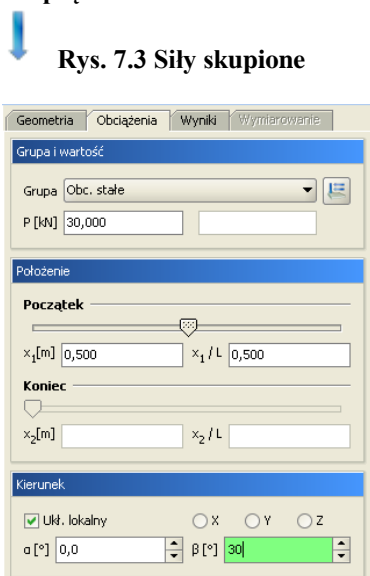 Rys. 7.3 Siły skupione
Geometria Obciążenia Wyniki Wymiarowanie
Grupa i wartość
Grupa Obc. stałe
P [kN] 30,000
Położenie
Początek
x1[m] 0,500 x1 / L 0,500
Koniec
x2[m] x2 / L
Kierunek
Ukł. lokalny X Y Z
α [°] 0,0 β [°] 30